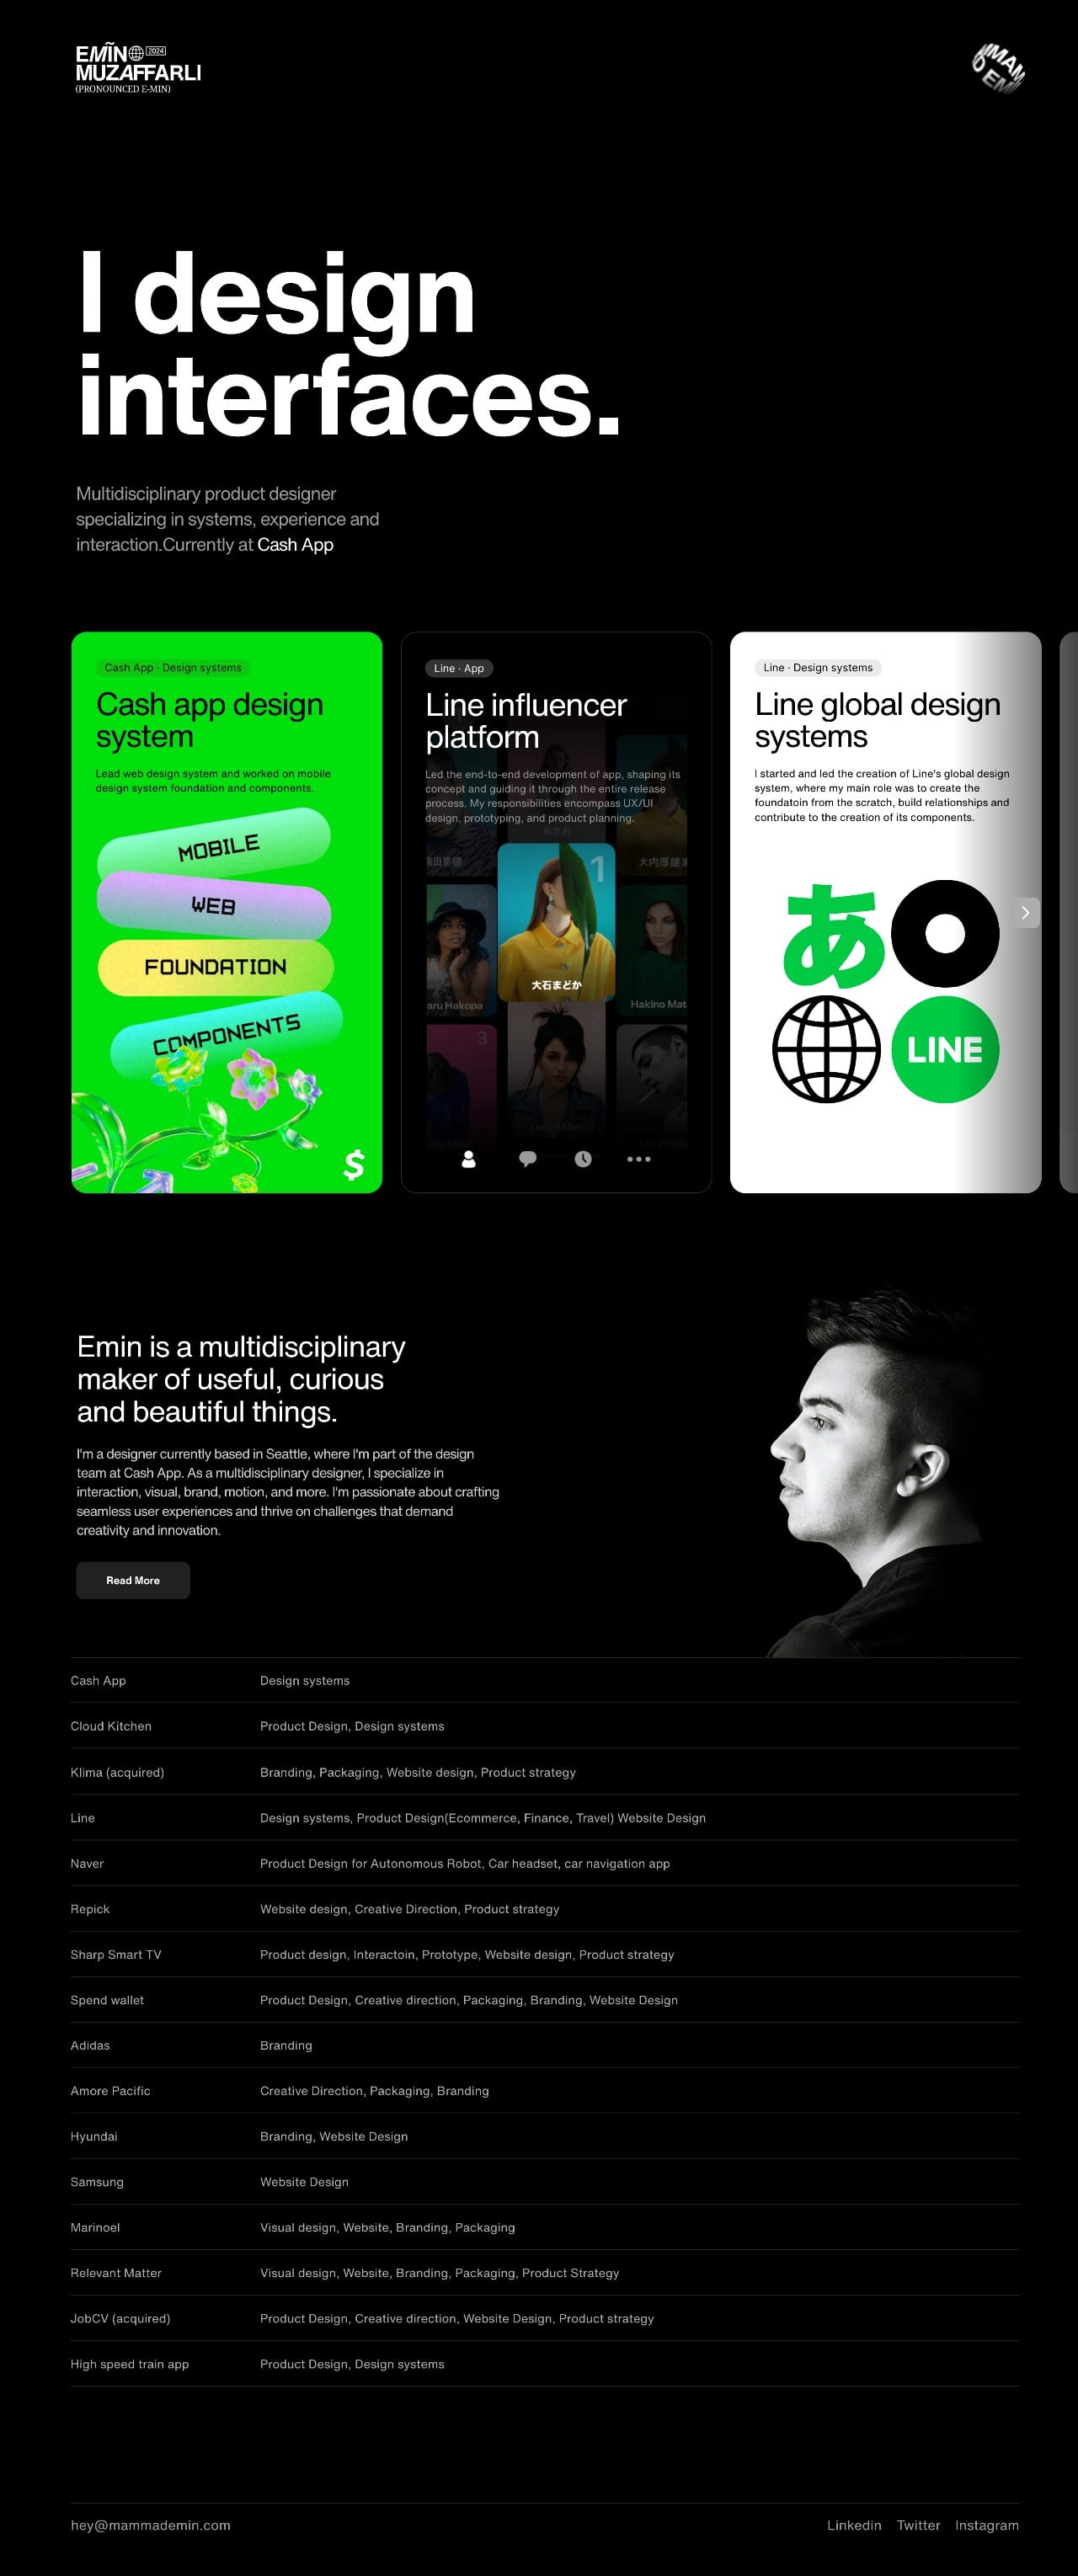 EMĪN 2024
MUZAFFARLI
(PRONOUNCED E-MIN)
I design
interfaces.
Multidisciplinary product designer
specializing in systems, experience and
interaction.Currently at Cash App
Cash App · Design systems
Cash app design
system
Lead web design system and worked on mobile
design system foundation and components.
MOBILE
WEB
FOUNDATION
COMPONENTS
$
Line · App
Line influencer
platform
Led the end-to-end development of app, shaping its
concept and guiding it through the entire release
process. My responsibilities encompass UX/UI
design, prototyping, and product planning.
1
4
大石まどか
aru Hakopa
Hakino Mat
3
Line · Design systems
Line global design
systems
I started and led the creation of Line's global design
system, where my main role was to create the
foundatoin from the scratch, build relationships and
contribute to the creation of its components.
あ
LINE
Emin is a multidisciplinary
maker of useful, curious
and beautiful things.
I'm a designer currently based in Seattle, where I'm part of the design
team at Cash App. As a multidisciplinary designer, I specialize in
interaction, visual, brand, motion, and more. I'm passionate about crafting
seamless user experiences and thrive on challenges that demand
creativity and innovation.
Read More
Cash App Design systems
Cloud Kitchen Product Design, Design systems
Klima (acquired) Branding, Packaging, Website design, Product strategy
Line Design systems, Product Design(Ecommerce, Finance, Travel) Website Design
Naver Product Design for Autonomous Robot, Car headset, car navigation app
Repick Website design, Creative Direction, Product strategy
Sharp Smart TV Product design, Interactoin, Prototype, Website design, Product strategy
Spend wallet Product Design, Creative direction, Packaging, Branding, Website Design
Adidas Branding
Amore Pacific Creative Direction, Packaging, Branding
Hyundai Branding, Website Design
Samsung Website Design
Marinoel Visual design, Website, Branding, Packaging
Relevant Matter Visual design, Website, Branding, Packaging, Product Strategy
JobCV (acquired) Product Design, Creative direction, Website Design, Product strategy
High speed train app Product Design, Design systems
hey@mammademin.com Linkedin Twitter Instagram